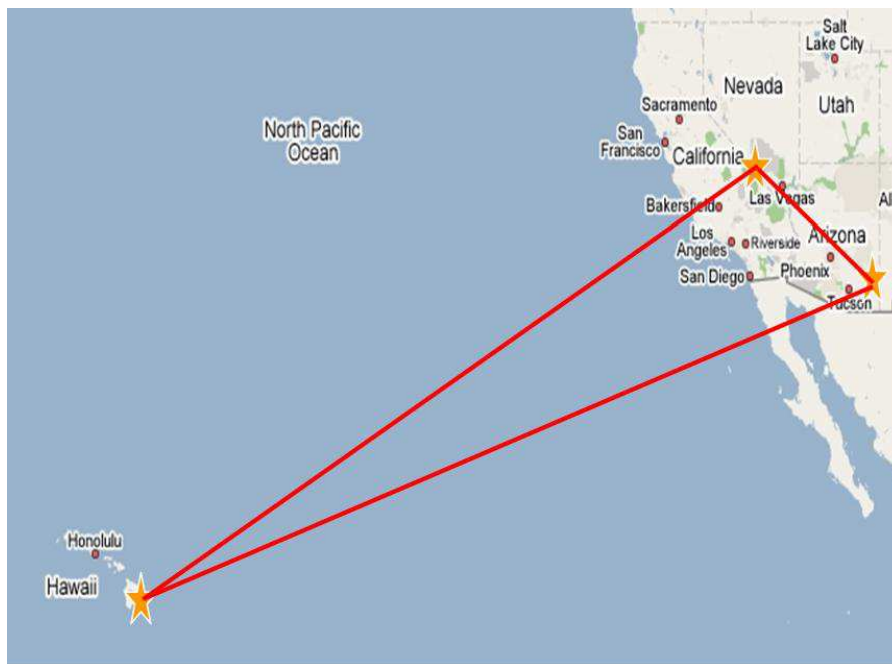 Salt
Lake City
Nevada
Utah
Sacramento
North Pacific
Ocean
San
Francisco
California
Las Vegas
Bakersfield
Al
Arizona
Los
Angeles
Riverside
Phoenix
San Diego
Tucson
Honolulu
Hawaii